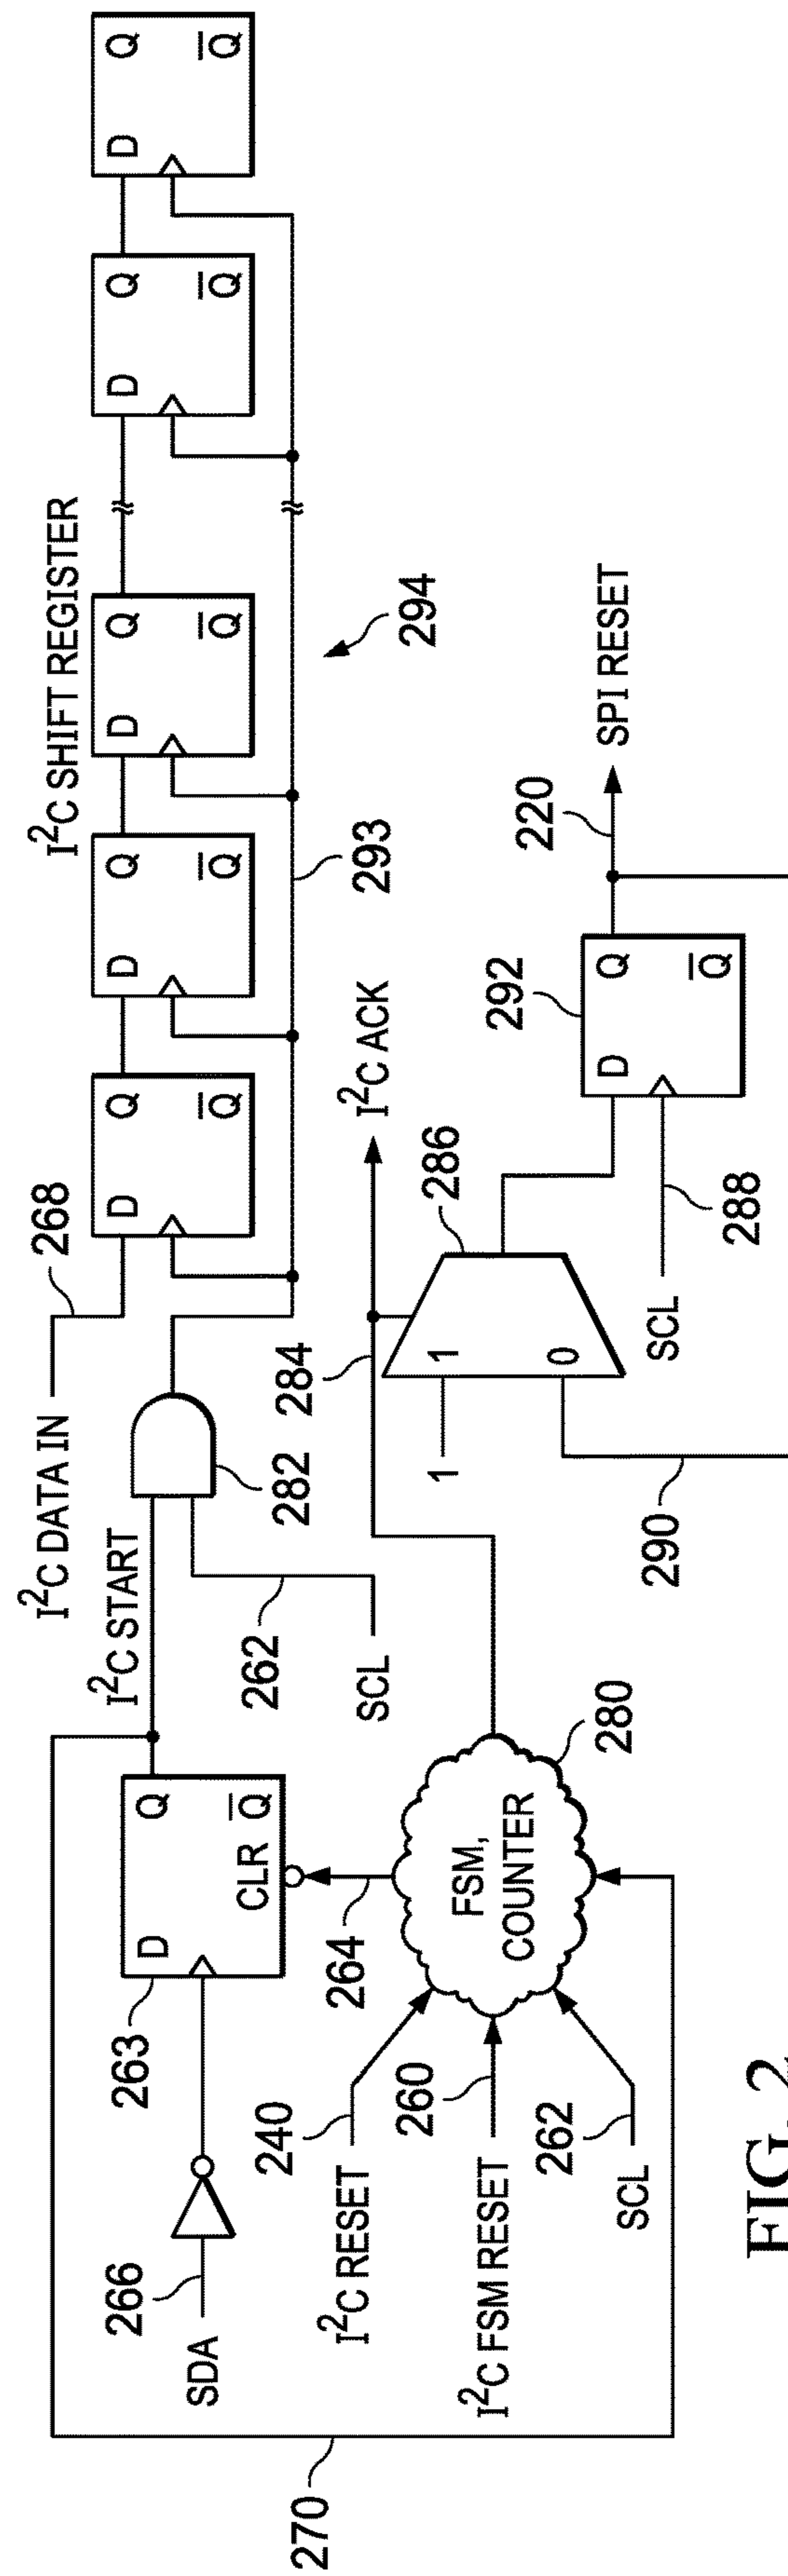 I²C SHIFT REGISTER
D Q Q̅
D Q Q̅
D Q Q̅
D Q Q̅
D Q Q̅
I²C DATA IN
268
293
294
I²C START
282
262
SCL
270
SDA
266
263
D Q
Q̅
CLR
264
FSM,
COUNTER
280
I²C RESET
240
I²C FSM RESET
260
SCL
262
284
I²C ACK
286
1
1
0
290
SCL
288
292
D Q
Q̅
220
SPI RESET
FIG. 2